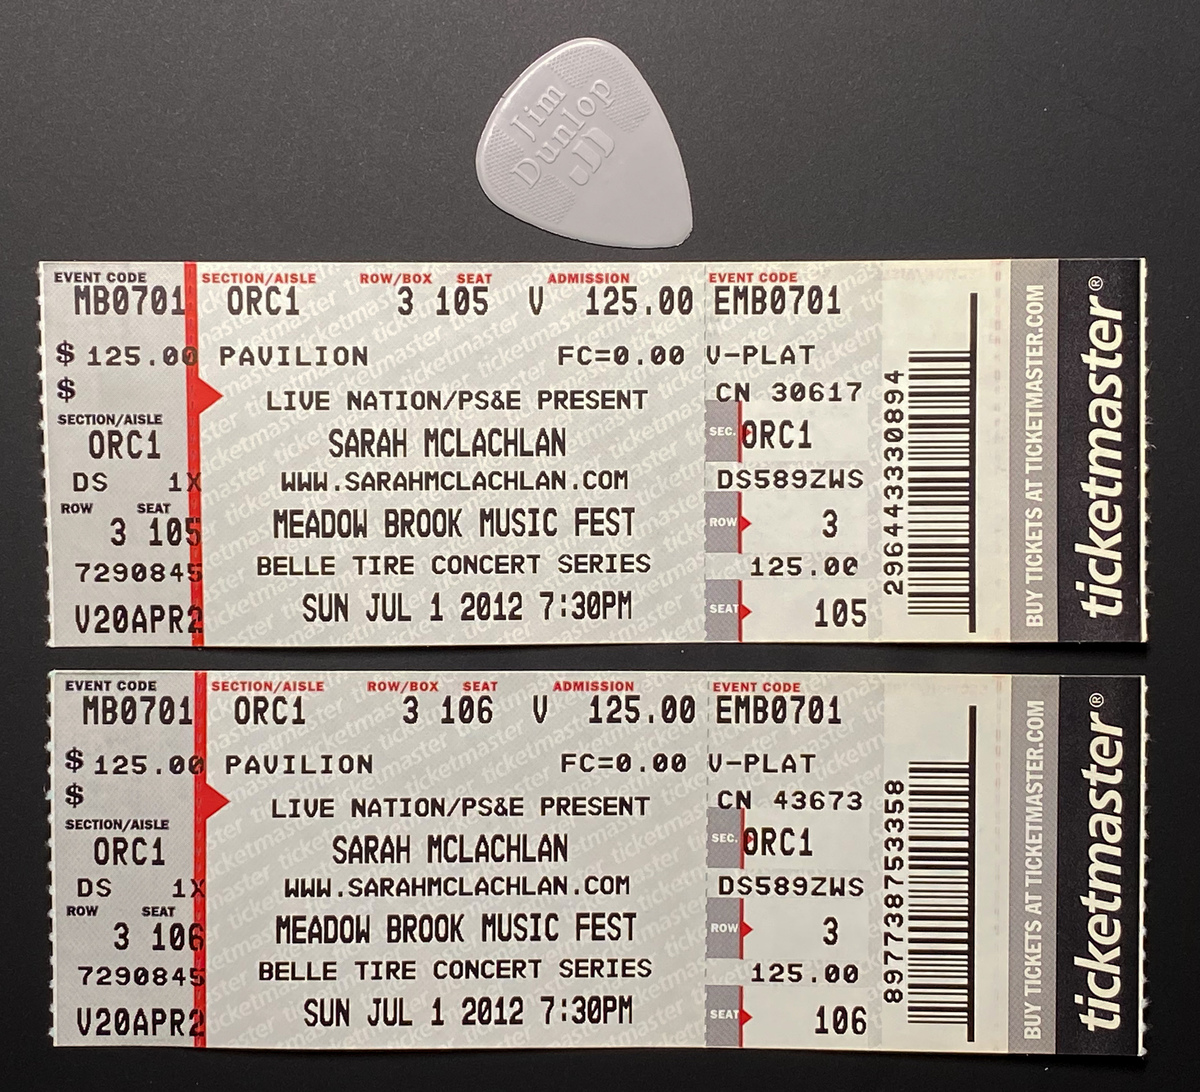 Jim
Dunlop
EVENT CODE SECTION/AISLE ROW/BOX SEAT ADMISSION EVENT CODE
MB0701 ORC1 3 105 V 125.00 EMB0701
$ 125.00 PAVILION FC=0.00 V-PLAT
$ LIVE NATION/PS&E PRESENT CN 30617
SECTION/AISLE
ORC1 SARAH MCLACHLAN SEC. ORC1
DS 1X WWW.SARAHMCLACHLAN.COM DS589ZWS
ROW SEAT
3 105 MEADOW BROOK MUSIC FEST ROW 3
7290845 BELLE TIRE CONCERT SERIES 125.00
V20APR2 SUN JUL 1 2012 7:30PM SEAT 105
296443330894
BUY TICKETS AT TICKETMASTER.COM
ticketmaster®
EVENT CODE SECTION/AISLE ROW/BOX SEAT ADMISSION EVENT CODE
MB0701 ORC1 3 106 V 125.00 EMB0701
$ 125.00 PAVILION FC=0.00 V-PLAT
$ LIVE NATION/PS&E PRESENT CN 43673
SECTION/AISLE
ORC1 SARAH MCLACHLAN SEC. ORC1
DS 1X WWW.SARAHMCLACHLAN.COM DS589ZWS
ROW SEAT
3 106 MEADOW BROOK MUSIC FEST ROW 3
7290845 BELLE TIRE CONCERT SERIES 125.00
V20APR2 SUN JUL 1 2012 7:30PM SEAT 106
897738753358
BUY TICKETS AT TICKETMASTER.COM
ticketmaster®